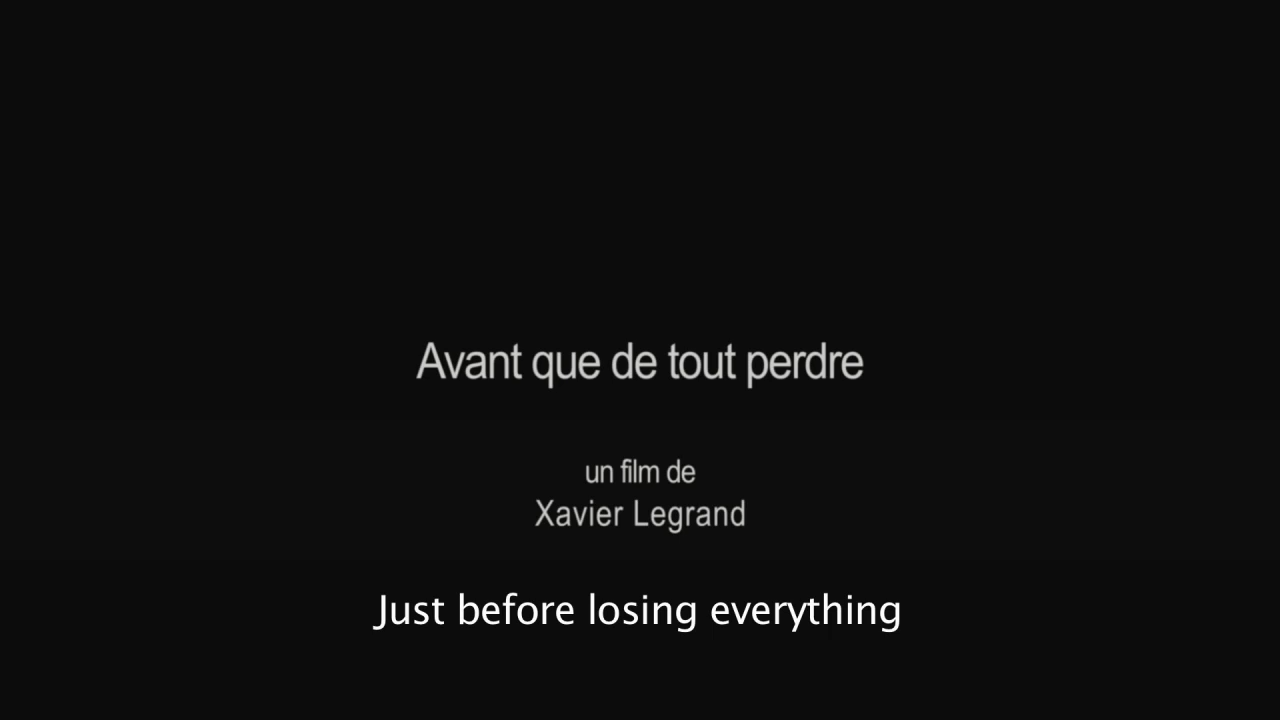 Avant que de tout perdre
un film de
Xavier Legrand
Just before losing everything